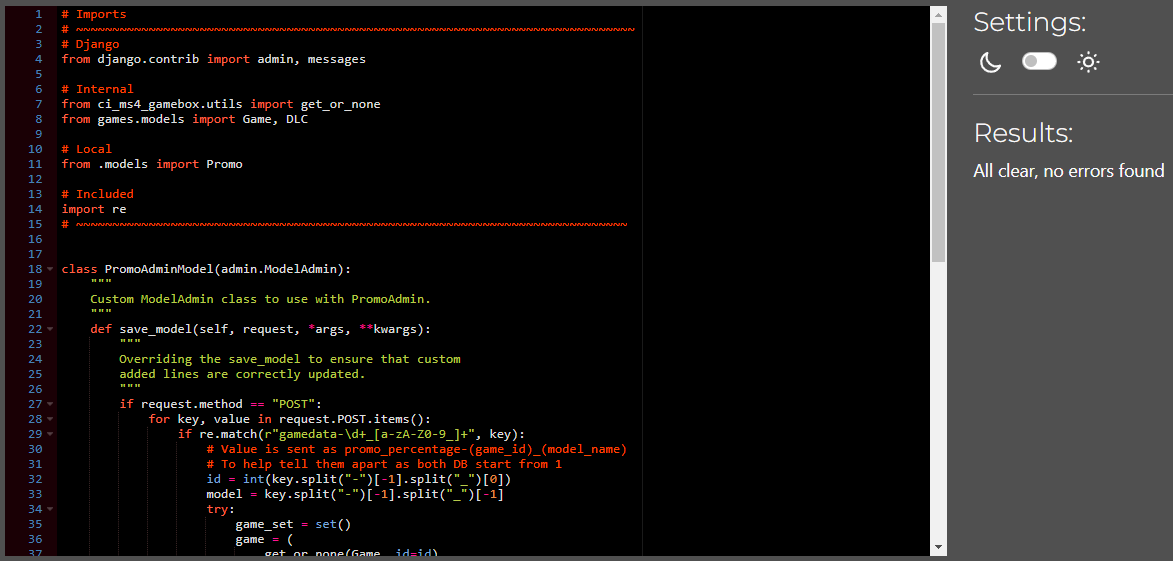 1 # Imports
2 # ~~~~~~~~~~~~~~~~~~~~~~~~~~~~~~~~~~~~~~~~~~~~~~~~~~~~~~~~~~~~~~~~~~~~~~~~~~~~~
3 # Django
4 from django.contrib import admin, messages
5
6 # Internal
7 from ci_ms4_gamebox.utils import get_or_none
8 from games.models import Game, DLC
9
10 # Local
11 from .models import Promo
12
13 # Included
14 import re
15 # ~~~~~~~~~~~~~~~~~~~~~~~~~~~~~~~~~~~~~~~~~~~~~~~~~~~~~~~~~~~~~~~~~~~~~~~~~~~~
16
17
18 class PromoAdminModel(admin.ModelAdmin):
19     """
20     Custom ModelAdmin class to use with PromoAdmin.
21     """
22     def save_model(self, request, *args, **kwargs):
23         """
24         Overriding the save_model to ensure that custom
25         added lines are correctly updated.
26         """
27         if request.method == "POST":
28             for key, value in request.POST.items():
29                 if re.match(r"gamedata-\d+_[a-zA-Z0-9_]+", key):
30                     # Value is sent as promo_percentage-(game_id)_(model_name)
31                     # To help tell them apart as both DB start from 1
32                     id = int(key.split("-")[-1].split("_")[0])
33                     model = key.split("-")[-1].split("_")[-1]
34                     try:
35                         game_set = set()
36                         game = (
37                             get_or_none(Game, id=id)
Settings:
Results:
All clear, no errors found